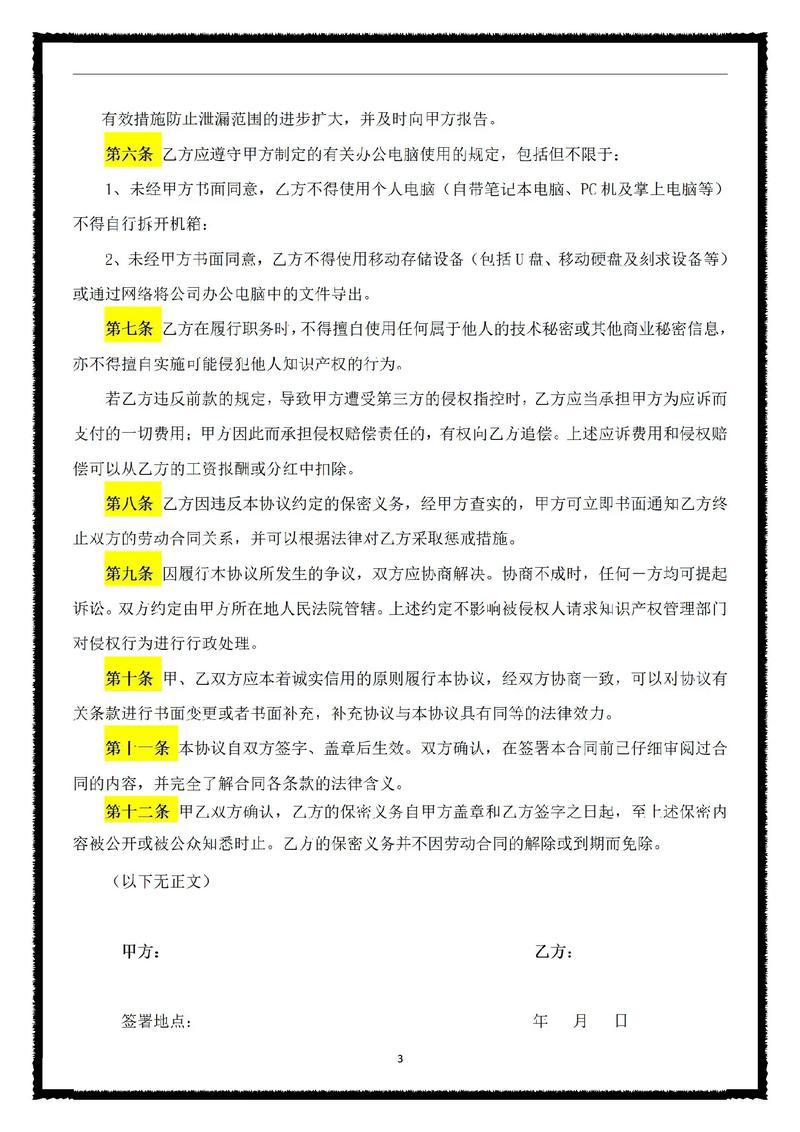 有效措施防止泄漏范围的进步扩大，并及时向甲方报告。
第六条 乙方应遵守甲方制定的有关办公电脑使用的规定，包括但不限于：
1、未经甲方书面同意，乙方不得使用个人电脑（自带笔记本电脑、PC 机及掌上电脑等）
不得自行拆开机箱：
2、未经甲方书面同意，乙方不得使用移动存储设备（包括 U 盘、移动硬盘及刻求设备等）
或通过网络将公司办公电脑中的文件导出。
第七条 乙方在履行职务时，不得擅白使用任何属于他人的技术秘密或其他商业秘密信息，
亦不得擅自实施可能侵犯他人知识产权的行为。
若乙方违反前款的规定，导致甲方遭受第三方的侵权指控时，乙方应当承担甲方为应诉而
支付的一切费用；甲方因此而承担侵权赔偿责任的，有权向乙方追偿。上述应诉费用和侵权赔
偿可以从乙方的工资报酬或分红中扣除。
第八条 乙方因违反本协议约定的保密义务，经甲方查实的，甲方可立即书面通知乙方终
止双方的劳动合同关系，并可以根据法律对乙方采取惩戒措施。
第九条 囚履行木协议所发生的争议，双方应协商解决。协商不成时，任何－方均可提起
诉讼。双方约定由甲方所在地人民法院管辖。上述约定不影响被侵权人请求知识产权管理部门
对侵权行为进行行政处理。
第十条 甲、乙双方应本着诚实信用的原则履行本协议，经双方协商一致，可以对协议有
关条款进行书面变更或者书面补充，补充协议与本协议具有同等的法律效力。
第十一条 本协议自双方签字、盖章后生效。双方确认，在签署本合同前已仔细审阅过合
同的内容，并完全了解合同各条款的法律含义。
第十二条 甲乙双方确认，乙方的保密义务自甲方盖章和乙方签字之日起，至上述保密内
容被公开或被公众知悉时止。乙方的保密义务并不因劳动合同的解除或到期而免除。
（以下无正文）
甲方： 乙方：
签署地点： 年 月 日
3